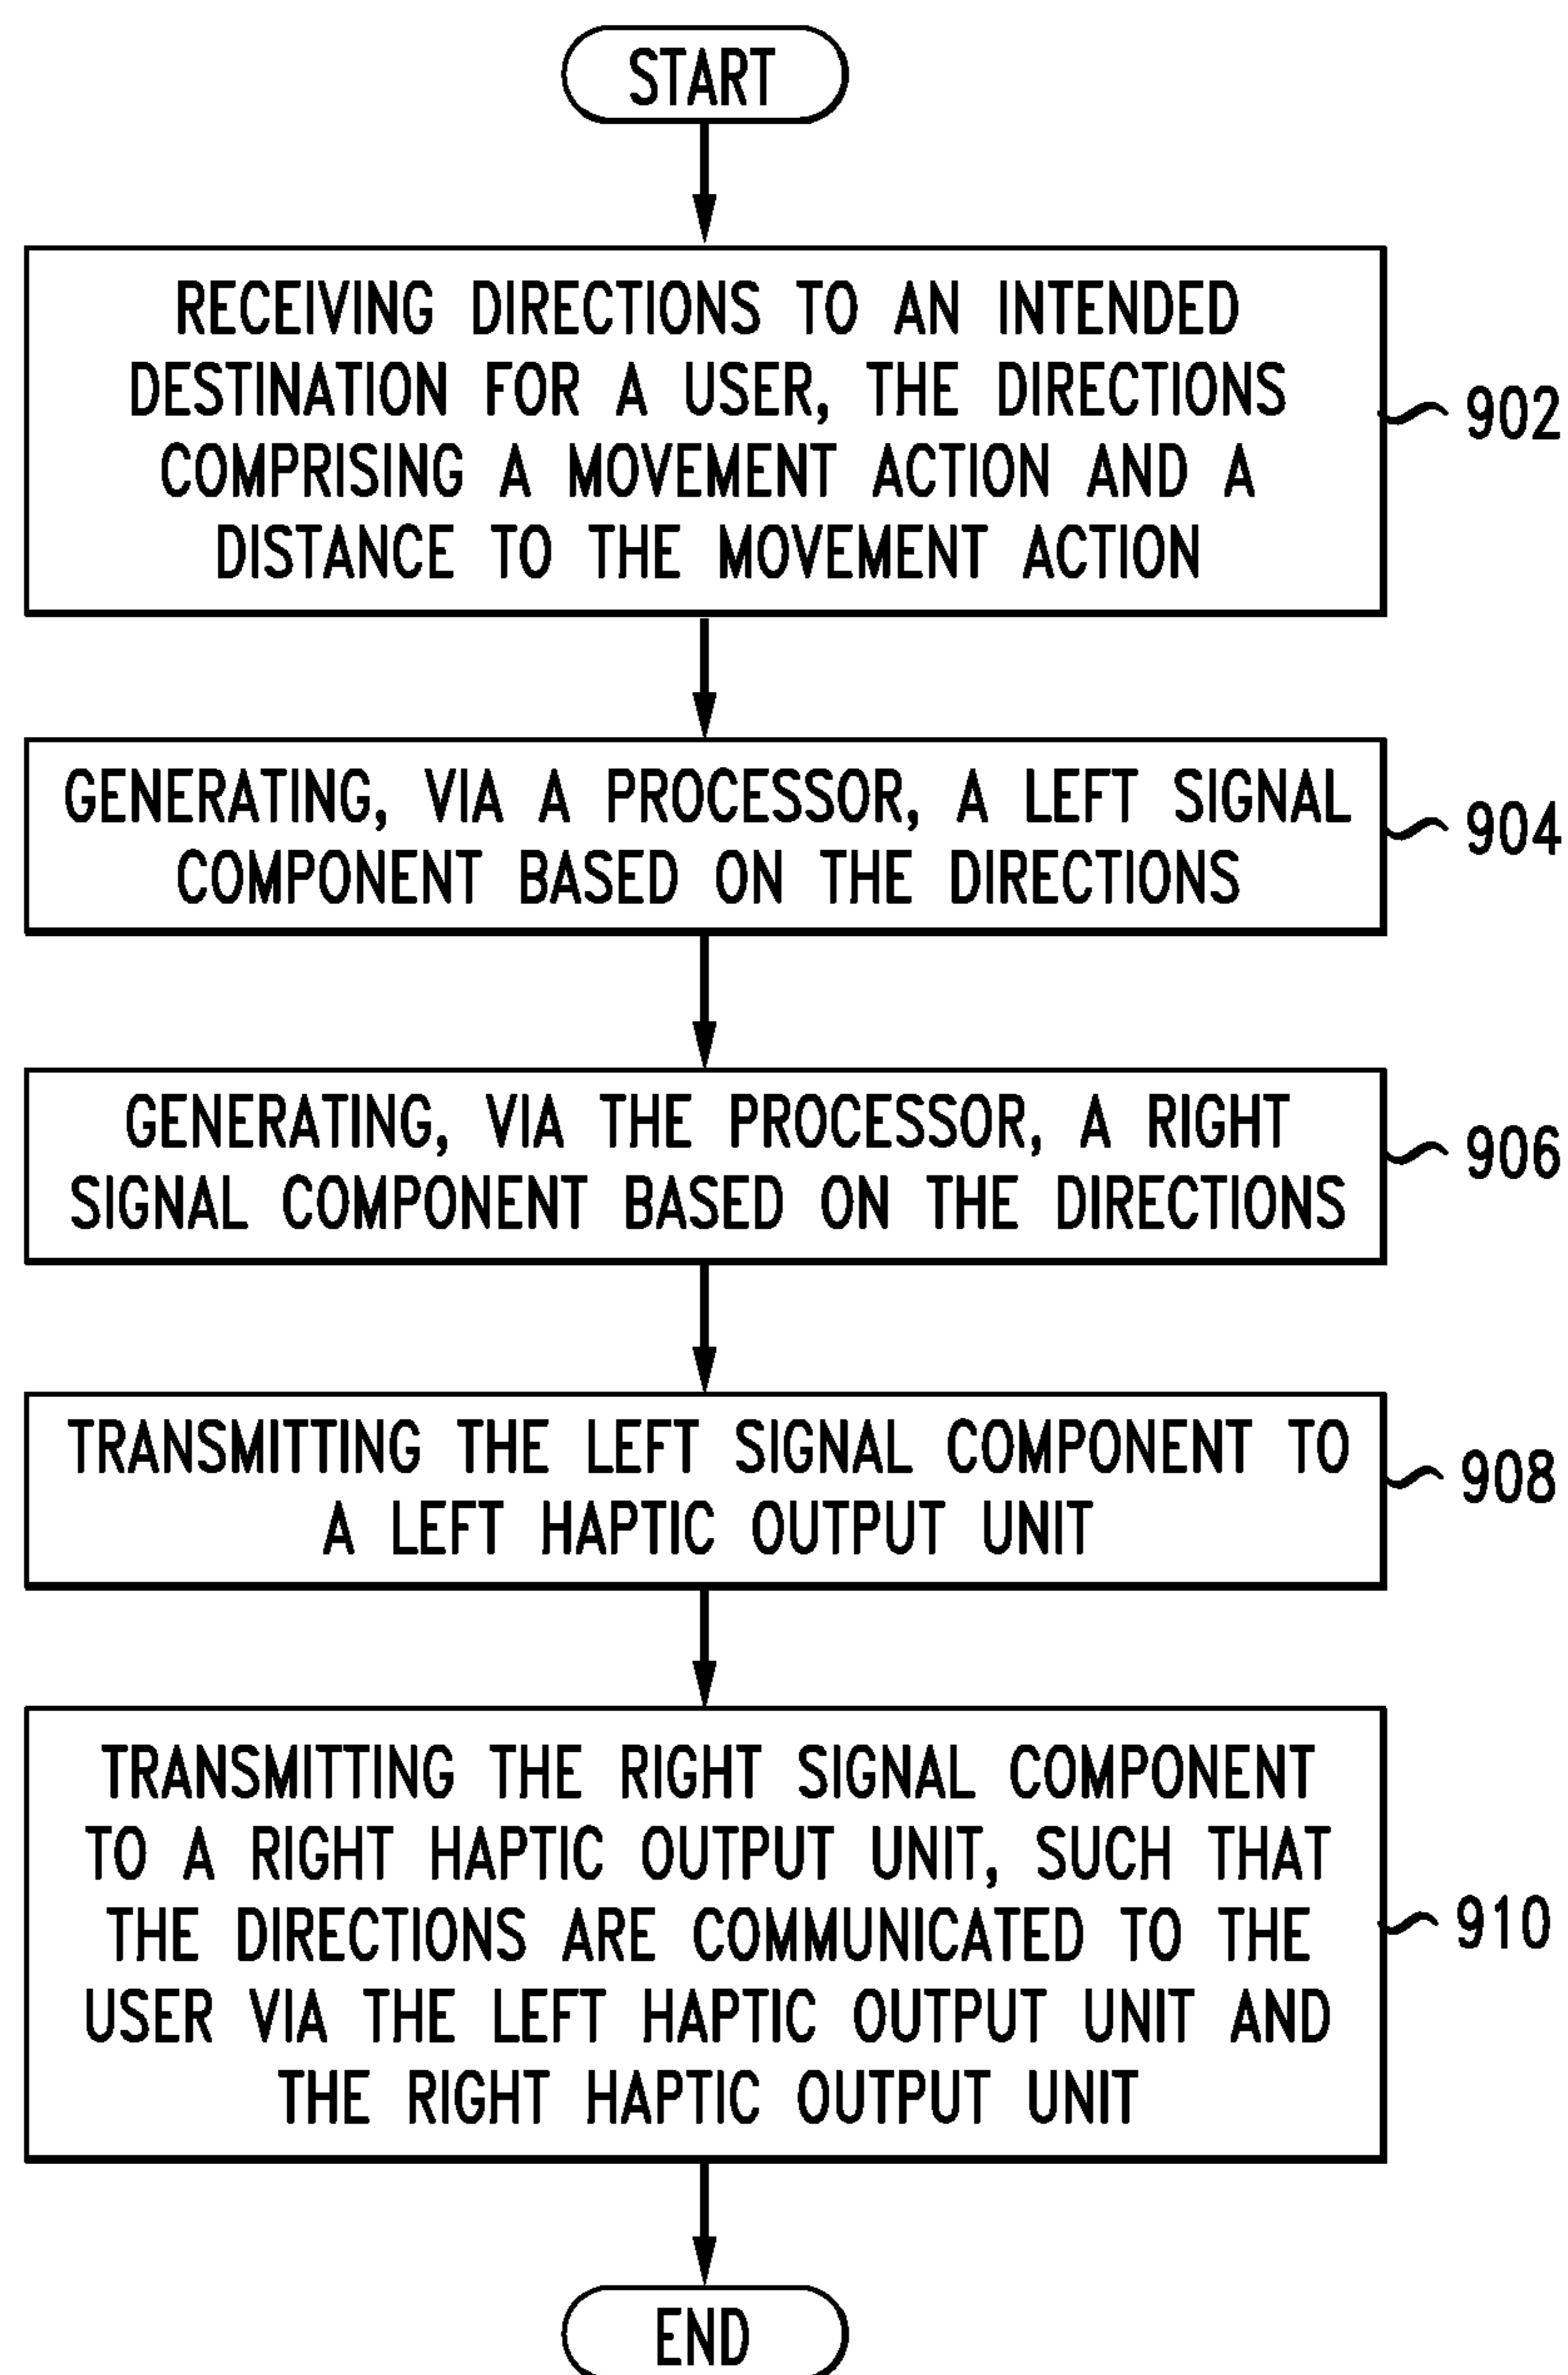 START
RECEIVING DIRECTIONS TO AN INTENDED
DESTINATION FOR A USER, THE DIRECTIONS
COMPRISING A MOVEMENT ACTION AND A
DISTANCE TO THE MOVEMENT ACTION
902
GENERATING, VIA A PROCESSOR, A LEFT SIGNAL
COMPONENT BASED ON THE DIRECTIONS
904
GENERATING, VIA THE PROCESSOR, A RIGHT
SIGNAL COMPONENT BASED ON THE DIRECTIONS
906
TRANSMITTING THE LEFT SIGNAL COMPONENT TO
A LEFT HAPTIC OUTPUT UNIT
908
TRANSMITTING THE RIGHT SIGNAL COMPONENT
TO A RIGHT HAPTIC OUTPUT UNIT, SUCH THAT
THE DIRECTIONS ARE COMMUNICATED TO THE
USER VIA THE LEFT HAPTIC OUTPUT UNIT AND
THE RIGHT HAPTIC OUTPUT UNIT
910
END